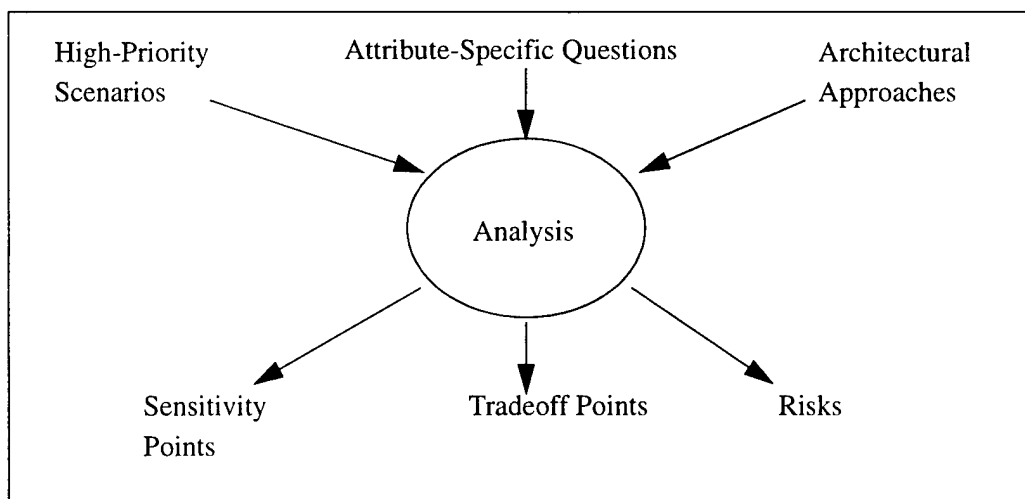 High-Priority
Scenarios
Attribute-Specific Questions
Architectural
Approaches
Analysis
Sensitivity
Points
Tradeoff Points
Risks